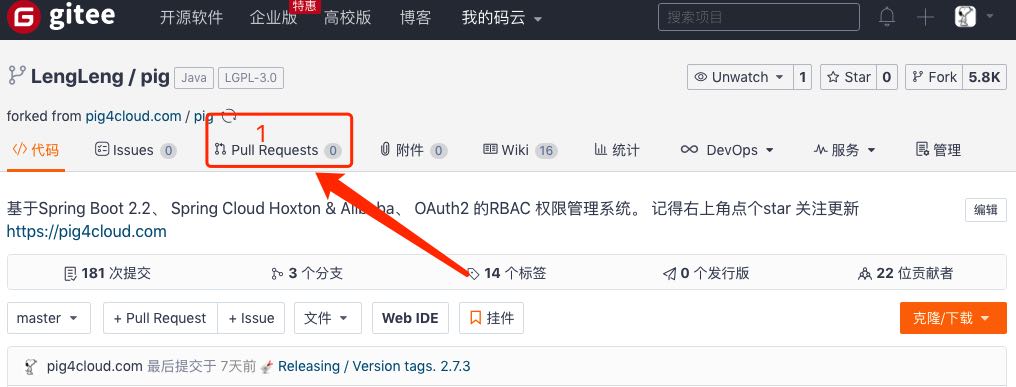 gitee 开源软件 企业版 特惠 高校版 博客 我的码云 搜索项目
LengLeng / pig Java LGPL-3.0 Unwatch 1 Star 0 Fork 5.8K
forked from pig4cloud.com / pig
1
代码 Issues 0 Pull Requests 0 附件 0 Wiki 16 统计 DevOps 服务 管理
基于Spring Boot 2.2、 Spring Cloud Hoxton & Alibaba、 OAuth2 的RBAC 权限管理系统。 记得右上角点个star 关注更新 编辑
https://pig4cloud.com
181 次提交 3 个分支 14 个标签 0 个发行版 22 位贡献者
master + Pull Request + Issue 文件 Web IDE 挂件 克隆/下载
pig4cloud.com 最后提交于 7天前 Releasing / Version tags. 2.7.3